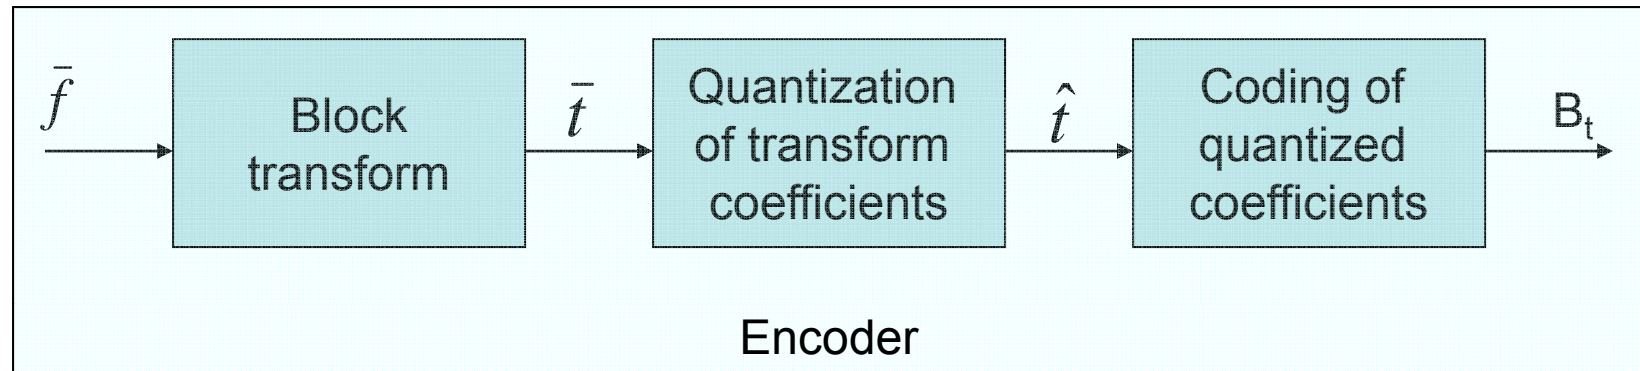 f̄
Block
transform
t̄
Quantization
of transform
coefficients
t̂
Coding of
quantized
coefficients
Bₜ
Encoder